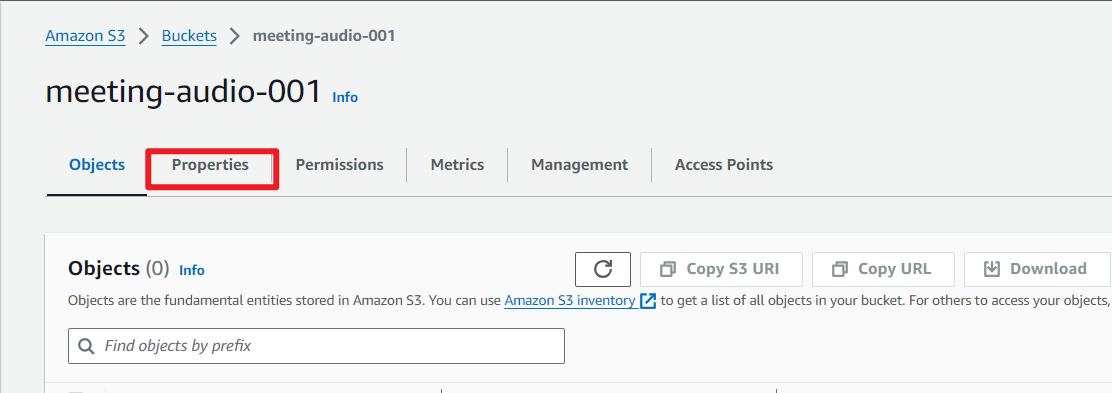 Amazon S3 > Buckets > meeting-audio-001
meeting-audio-001 Info
Objects Properties Permissions Metrics Management Access Points
Objects (0) Info
Copy S3 URI Copy URL Download
Objects are the fundamental entities stored in Amazon S3. You can use Amazon S3 inventory to get a list of all objects in your bucket. For others to access your objects,
Find objects by prefix